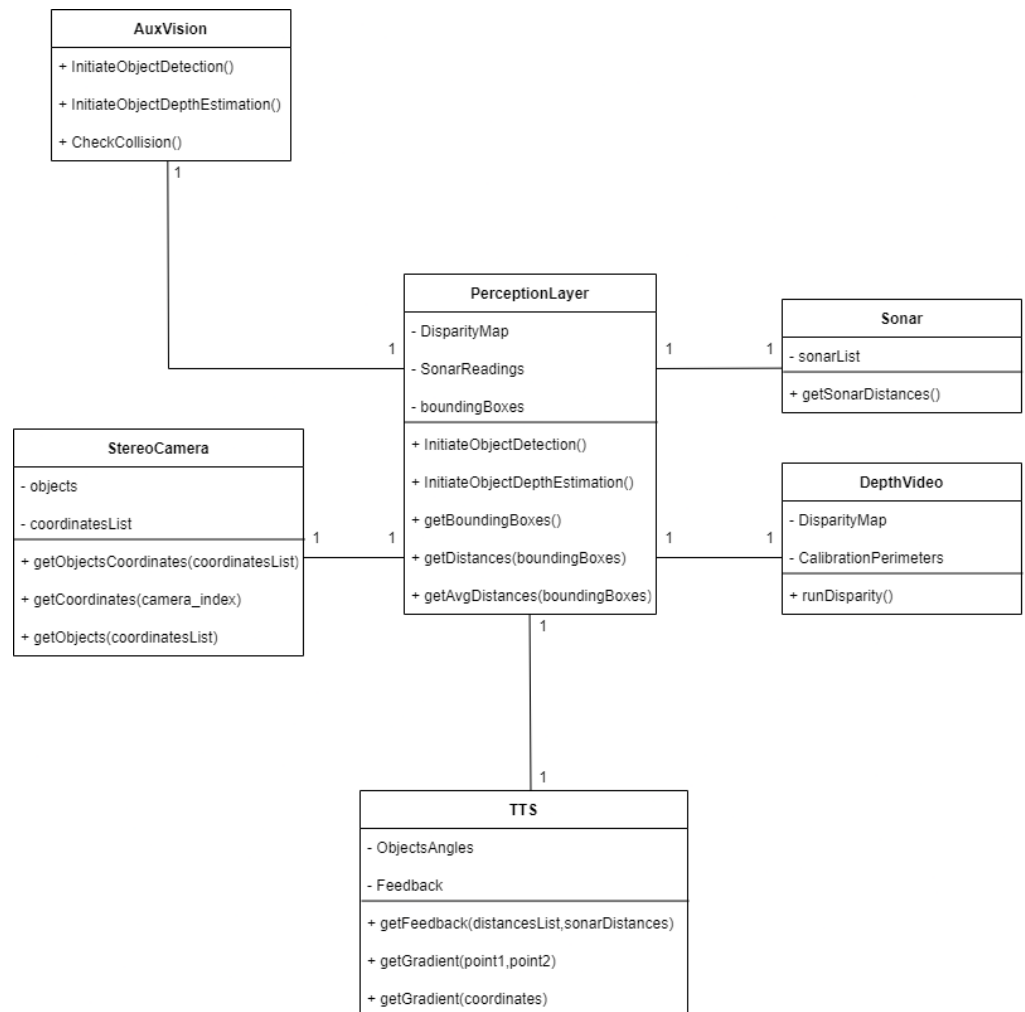 AuxVision
+ InitiateObjectDetection()
+ InitiateObjectDepthEstimation()
+ CheckCollision()
1
1
PerceptionLayer
- DisparityMap
- SonarReadings
- boundingBoxes
+ InitiateObjectDetection()
+ InitiateObjectDepthEstimation()
+ getBoundingBoxes()
+ getDistances(boundingBoxes)
+ getAvgDistances(boundingBoxes)
1
1
Sonar
- sonarList
+ getSonarDistances()
StereoCamera
- objects
- coordinatesList
+ getObjectsCoordinates(coordinatesList)
+ getCoordinates(camera_index)
+ getObjects(coordinatesList)
1
1
1
1
DepthVideo
- DisparityMap
- CalibrationPerimeters
+ runDisparity()
1
1
TTS
- ObjectsAngles
- Feedback
+ getFeedback(distancesList,sonarDistances)
+ getGradient(point1,point2)
+ getGradient(coordinates)